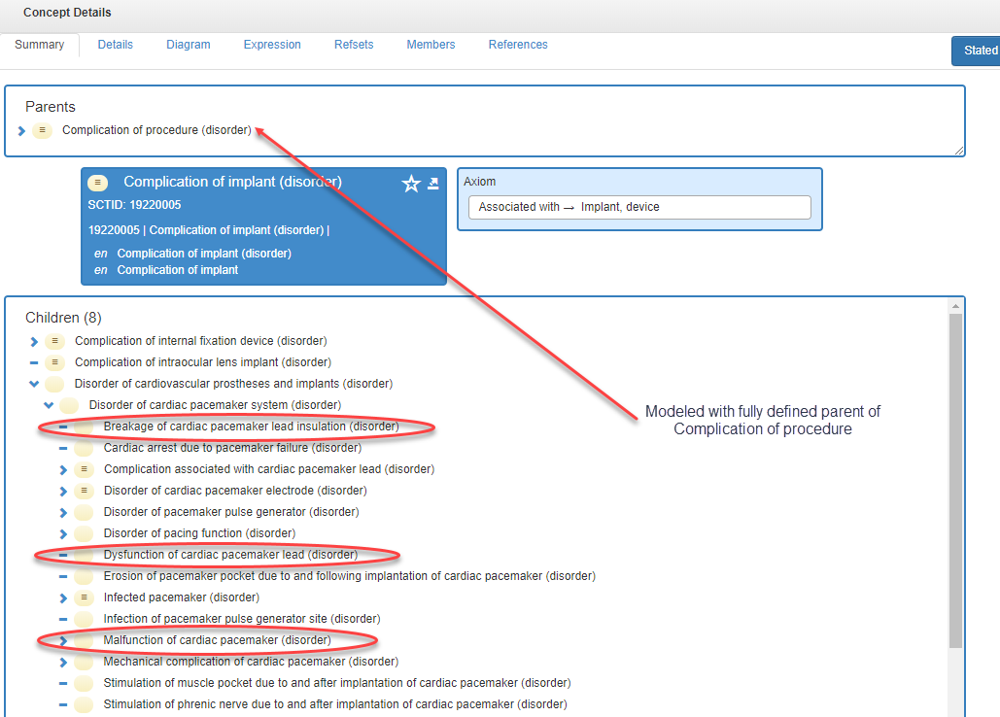 Concept Details
Summary Details Diagram Expression Refsets Members References
Stated
Parents
Complication of procedure (disorder)
Complication of implant (disorder)
SCTID: 19220005
19220005 | Complication of implant (disorder) |
en Complication of implant (disorder)
en Complication of implant
Axiom
Associated with → Implant, device
Children (8)
Complication of internal fixation device (disorder)
Complication of intraocular lens implant (disorder)
Disorder of cardiovascular prostheses and implants (disorder)
Disorder of cardiac pacemaker system (disorder)
Breakage of cardiac pacemaker lead insulation (disorder)
Cardiac arrest due to pacemaker failure (disorder)
Complication associated with cardiac pacemaker lead (disorder)
Disorder of cardiac pacemaker electrode (disorder)
Disorder of pacemaker pulse generator (disorder)
Disorder of pacing function (disorder)
Dysfunction of cardiac pacemaker lead (disorder)
Erosion of pacemaker pocket due to and following implantation of cardiac pacemaker (disorder)
Infected pacemaker (disorder)
Infection of pacemaker pulse generator site (disorder)
Malfunction of cardiac pacemaker (disorder)
Mechanical complication of cardiac pacemaker (disorder)
Stimulation of muscle pocket due to and after implantation of cardiac pacemaker (disorder)
Stimulation of phrenic nerve due to and after implantation of cardiac pacemaker (disorder)
Modeled with fully defined parent of
Complication of procedure